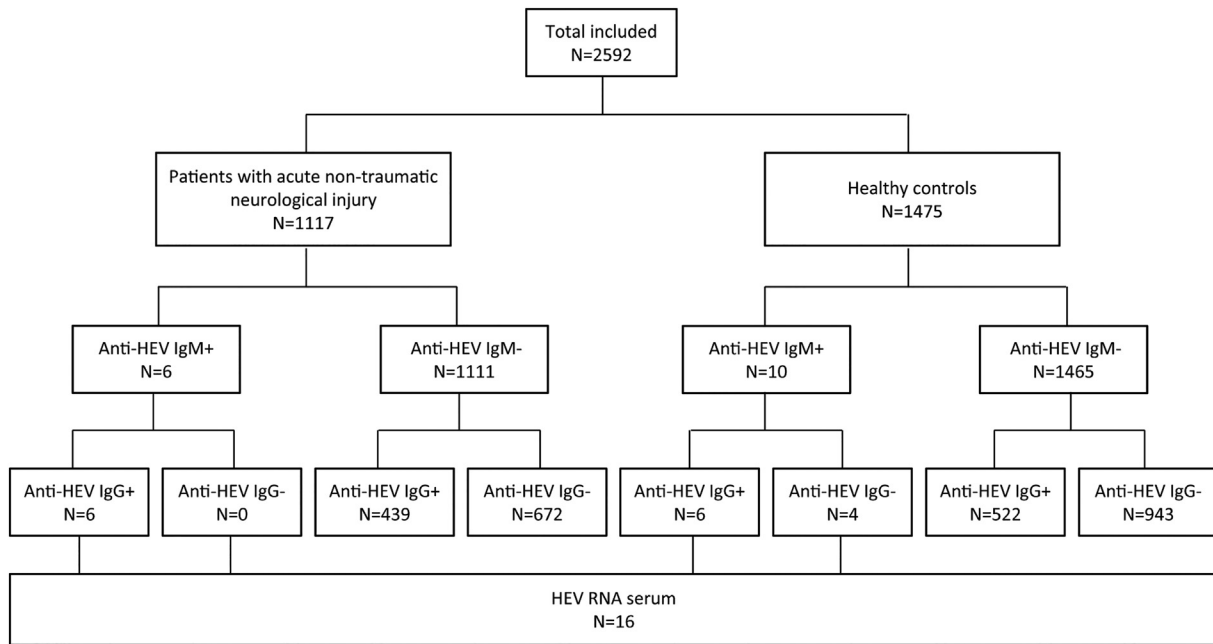 Total included
N=2592
Patients with acute non-traumatic
neurological injury
N=1117
Healthy controls
N=1475
Anti-HEV IgM+
N=6
Anti-HEV IgM-
N=1111
Anti-HEV IgM+
N=10
Anti-HEV IgM-
N=1465
Anti-HEV IgG+
N=6
Anti-HEV IgG-
N=0
Anti-HEV IgG+
N=439
Anti-HEV IgG-
N=672
Anti-HEV IgG+
N=6
Anti-HEV IgG-
N=4
Anti-HEV IgG+
N=522
Anti-HEV IgG-
N=943
HEV RNA serum
N=16